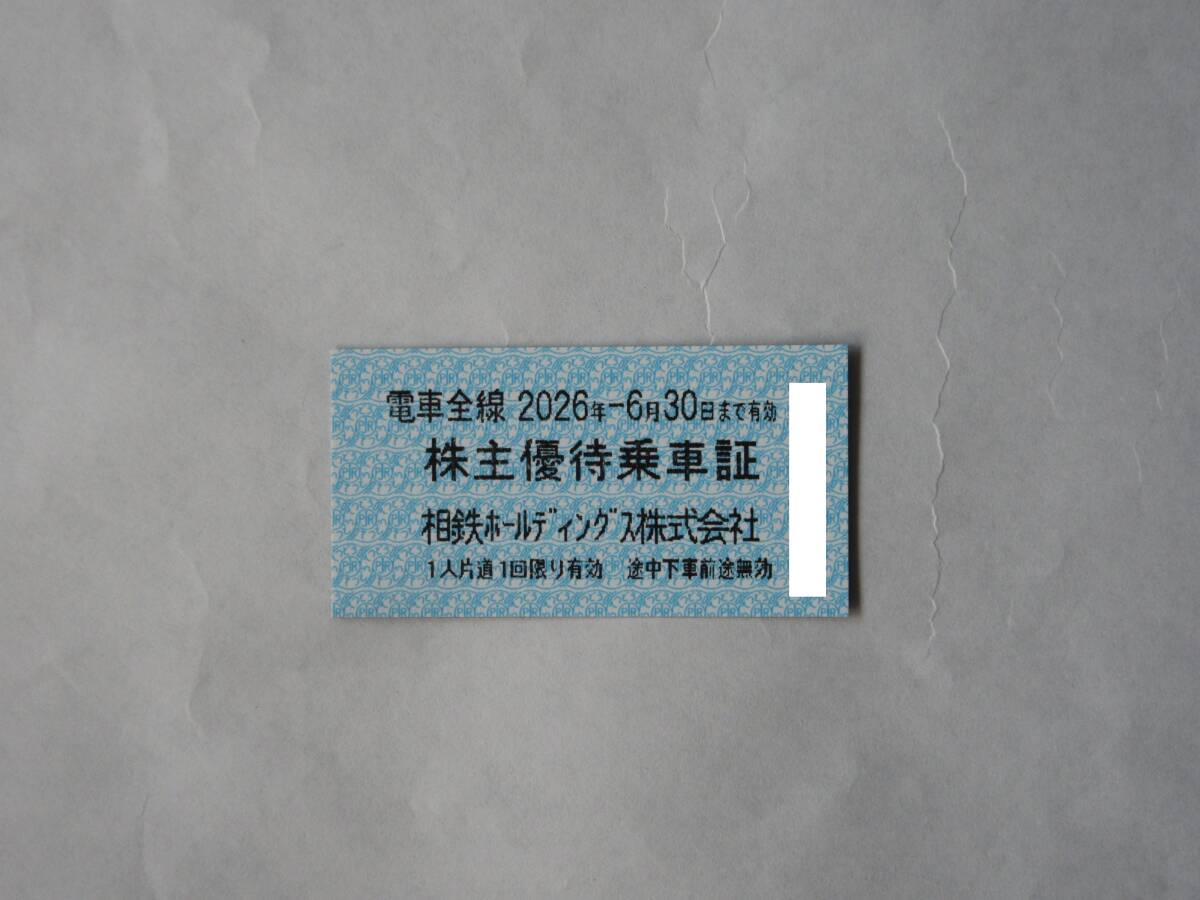 電車全線 2026年-6月30日まで有効
株主優待乗車証
相鉄ホールディングス株式会社
1人片道1回限り有効 途中下車前途無効